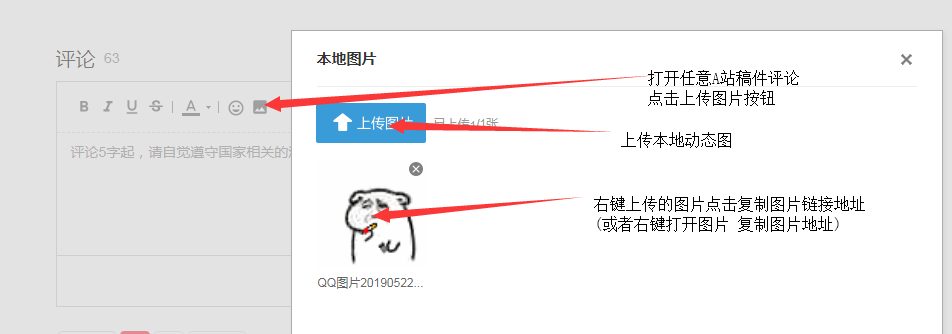 评论 63
B I U S A
评论5字起，请自觉遵守国家相关的
本地图片
上传图片 已上传1/1张
QQ图片20190522...
打开任意A站稿件评论
点击上传图片按钮
上传本地动态图
右键上传的图片点击复制图片链接地址
(或者右键打开图片 复制图片地址)